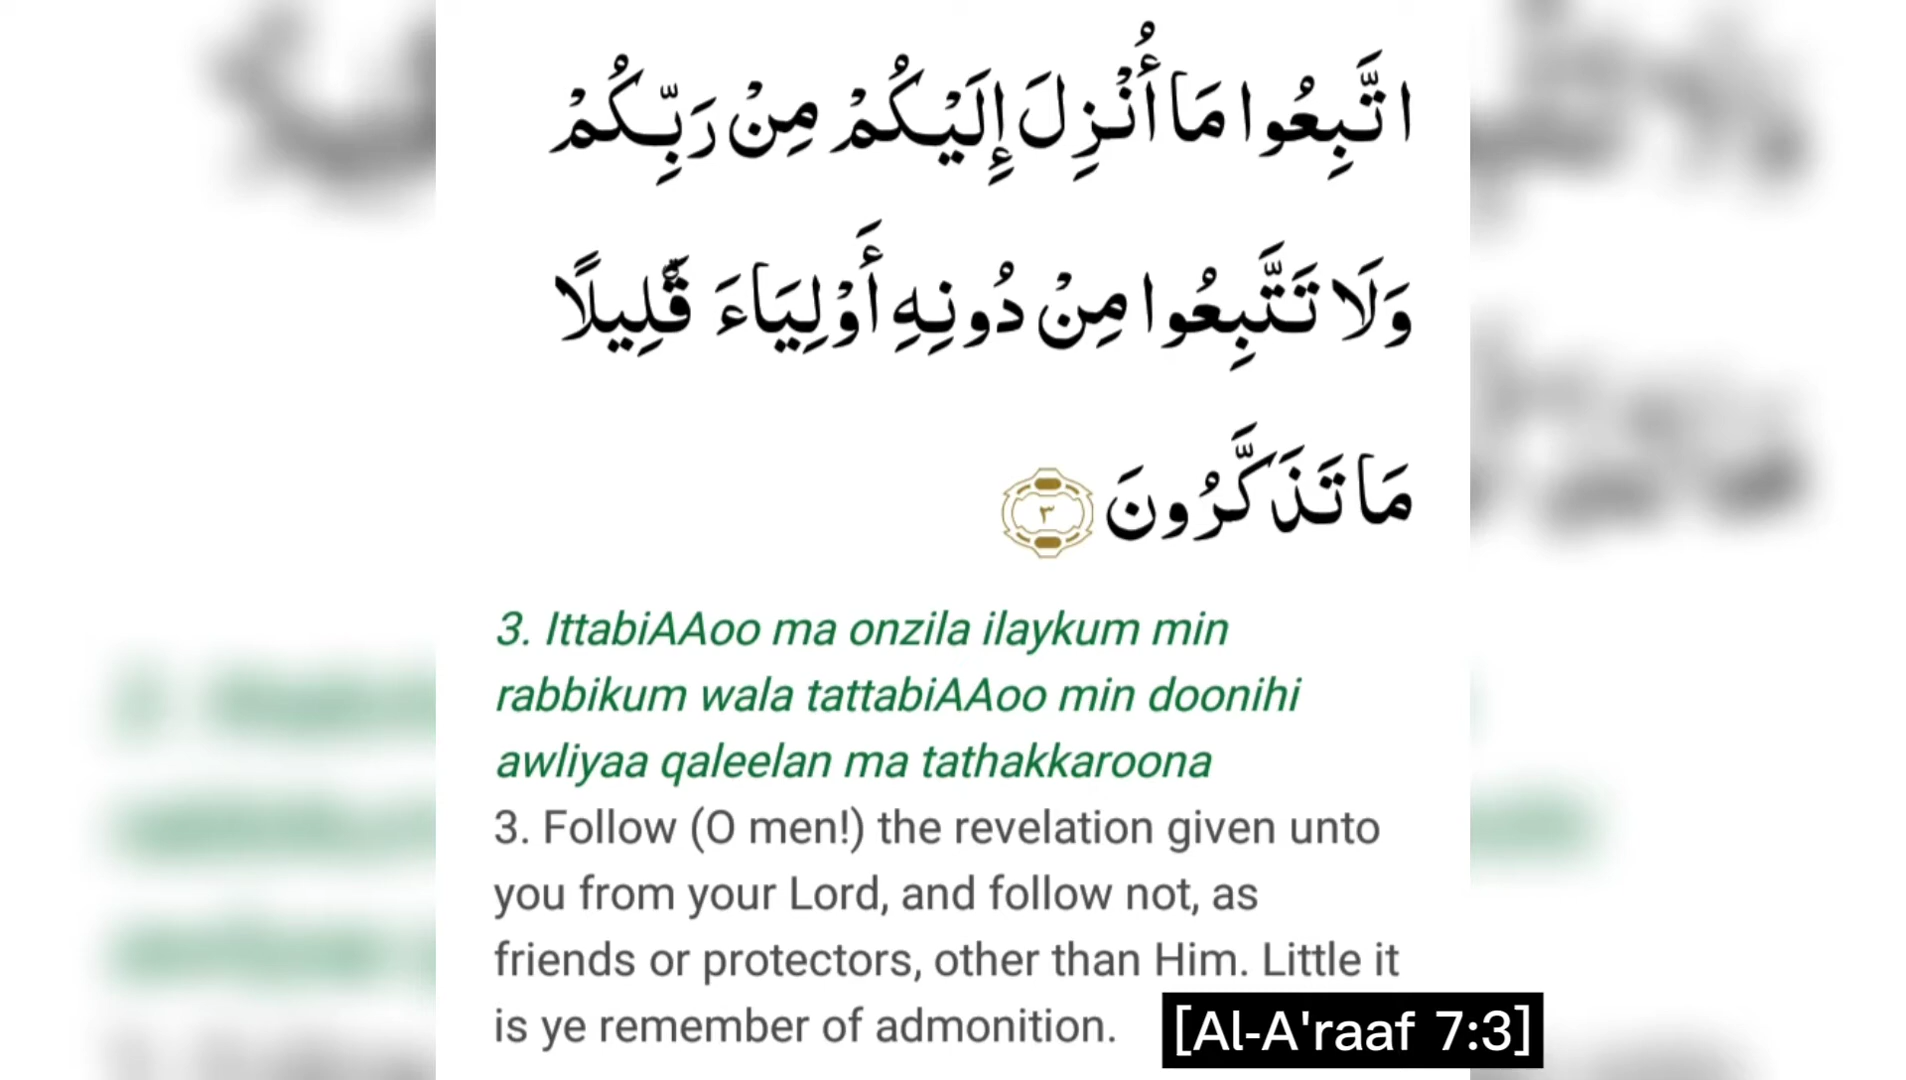 اتَّبِعُوا مَا أُنْزِلَ إِلَيْكُمْ مِنْ رَبِّكُمْ
وَلَا تَتَّبِعُوا مِنْ دُونِهِ أَوْلِيَاءَ ۗ قَلِيلًا
مَا تَذَكَّرُونَ ٣
3. IttabiAAoo ma onzila ilaykum min
rabbikum wala tattabiAAoo min doonihi
awliyaa qaleelan ma tathakkaroona
3. Follow (O men!) the revelation given unto
you from your Lord, and follow not, as
friends or protectors, other than Him. Little it
is ye remember of admonition.
[Al-A'raaf 7:3]